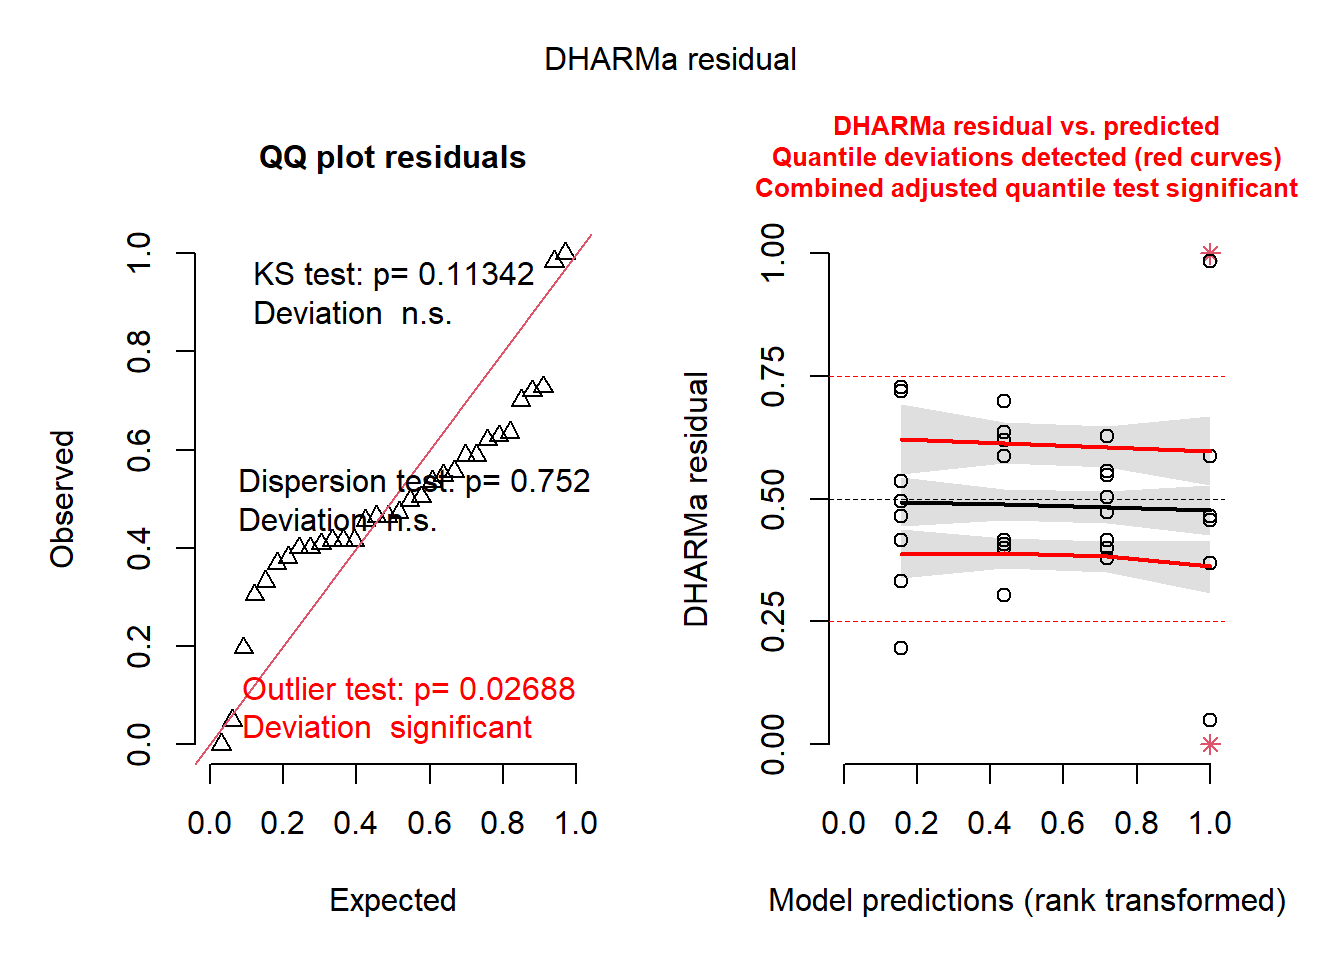 DHARMa residual
QQ plot residuals
KS test: p= 0.11342
Deviation  n.s.
Dispersion test: p= 0.752
Deviation  n.s.
Outlier test: p= 0.02688
Deviation  significant
Observed
0.0 0.2 0.4 0.6 0.8 1.0
0.0 0.2 0.4 0.6 0.8 1.0
Expected
DHARMa residual vs. predicted
Quantile deviations detected (red curves)
Combined adjusted quantile test significant
DHARMa residual
0.00 0.25 0.50 0.75 1.00
0.0 0.2 0.4 0.6 0.8 1.0
Model predictions (rank transformed)